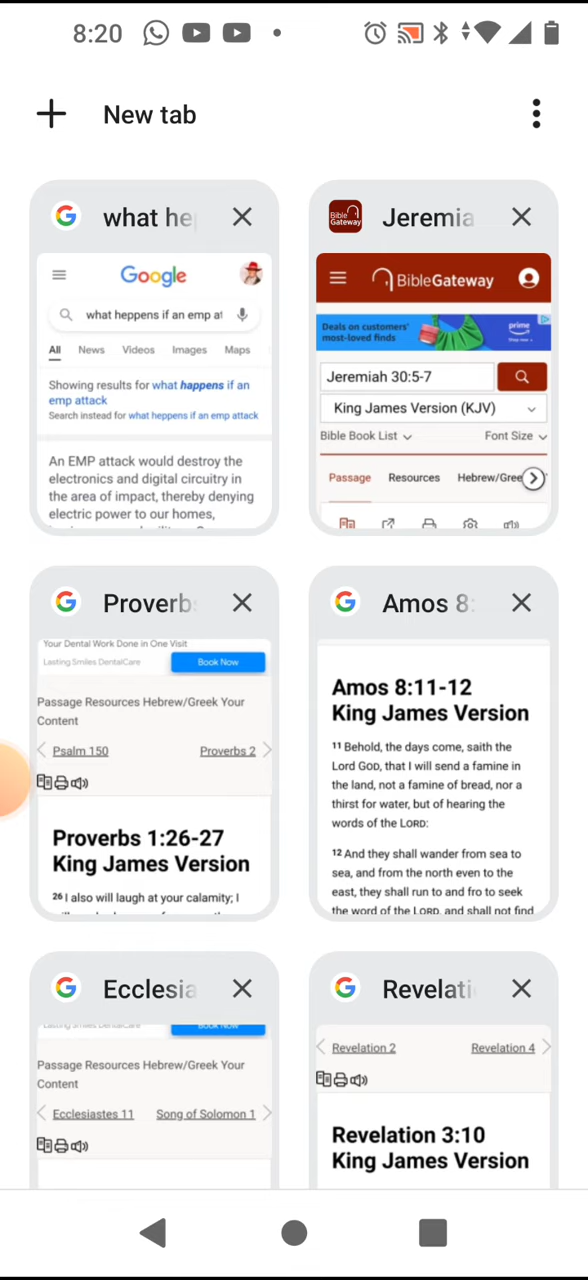 8:20
New tab
what he
Google
what heppens if an emp at
All News Videos Images Maps
Showing results for what happens if an
emp attack
Search instead for what heppens if an emp attack
An EMP attack would destroy the
electronics and digital circuitry in
the area of impact, thereby denying
electric power to our homes,
Jeremia
Bible Gateway
BibleGateway
Deals on customers'
most-loved finds
prime
Shop now
Jeremiah 30:5-7
King James Version (KJV)
Bible Book List Font Size
Passage Resources Hebrew/Gree
Proverb
Your Dental Work Done in One Visit
Lasting Smiles DentalCare Book Now
Passage Resources Hebrew/Greek Your
Content
Psalm 150 Proverbs 2
Proverbs 1:26-27
King James Version
26 I also will laugh at your calamity; I
Amos 8:
Amos 8:11-12
King James Version
11 Behold, the days come, saith the
Lord GOD, that I will send a famine in
the land, not a famine of bread, nor a
thirst for water, but of hearing the
words of the LORD:
12 And they shall wander from sea to
sea, and from the north even to the
east, they shall run to and fro to seek
the word of the LORD, and shall not find
Ecclesia
Lasting Smiles DentalCare Book Now
Passage Resources Hebrew/Greek Your
Content
Ecclesiastes 11 Song of Solomon 1
Revelati
Revelation 2 Revelation 4
Revelation 3:10
King James Version